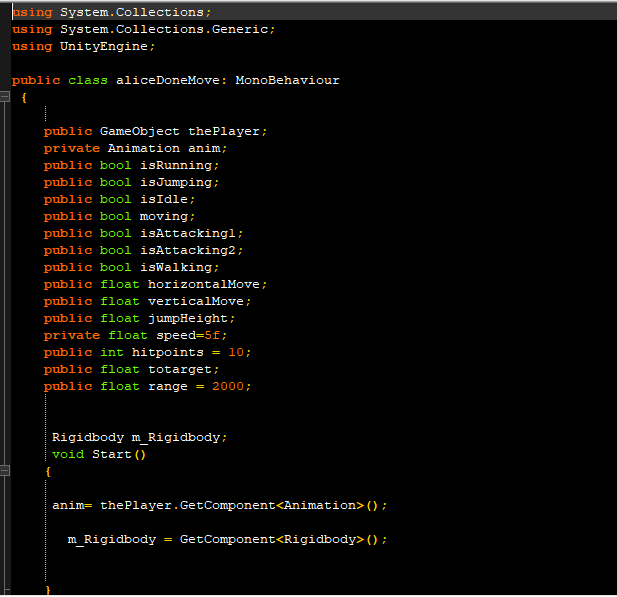 using System.Collections;
using System.Collections.Generic;
using UnityEngine;
public class aliceDoneMove: MonoBehaviour
{
public GameObject thePlayer;
private Animation anim;
public bool isRunning;
public bool isJumping;
public bool isIdle;
public bool moving;
public bool isAttacking1;
public bool isAttacking2;
public bool isWalking;
public float horizontalMove;
public float verticalMove;
public float jumpHeight;
private float speed=5f;
public int hitpoints = 10;
public float totarget;
public float range = 2000;
Rigidbody m_Rigidbody;
void Start()
{
anim= thePlayer.GetComponent<Animation>();
m_Rigidbody = GetComponent<Rigidbody>();
}